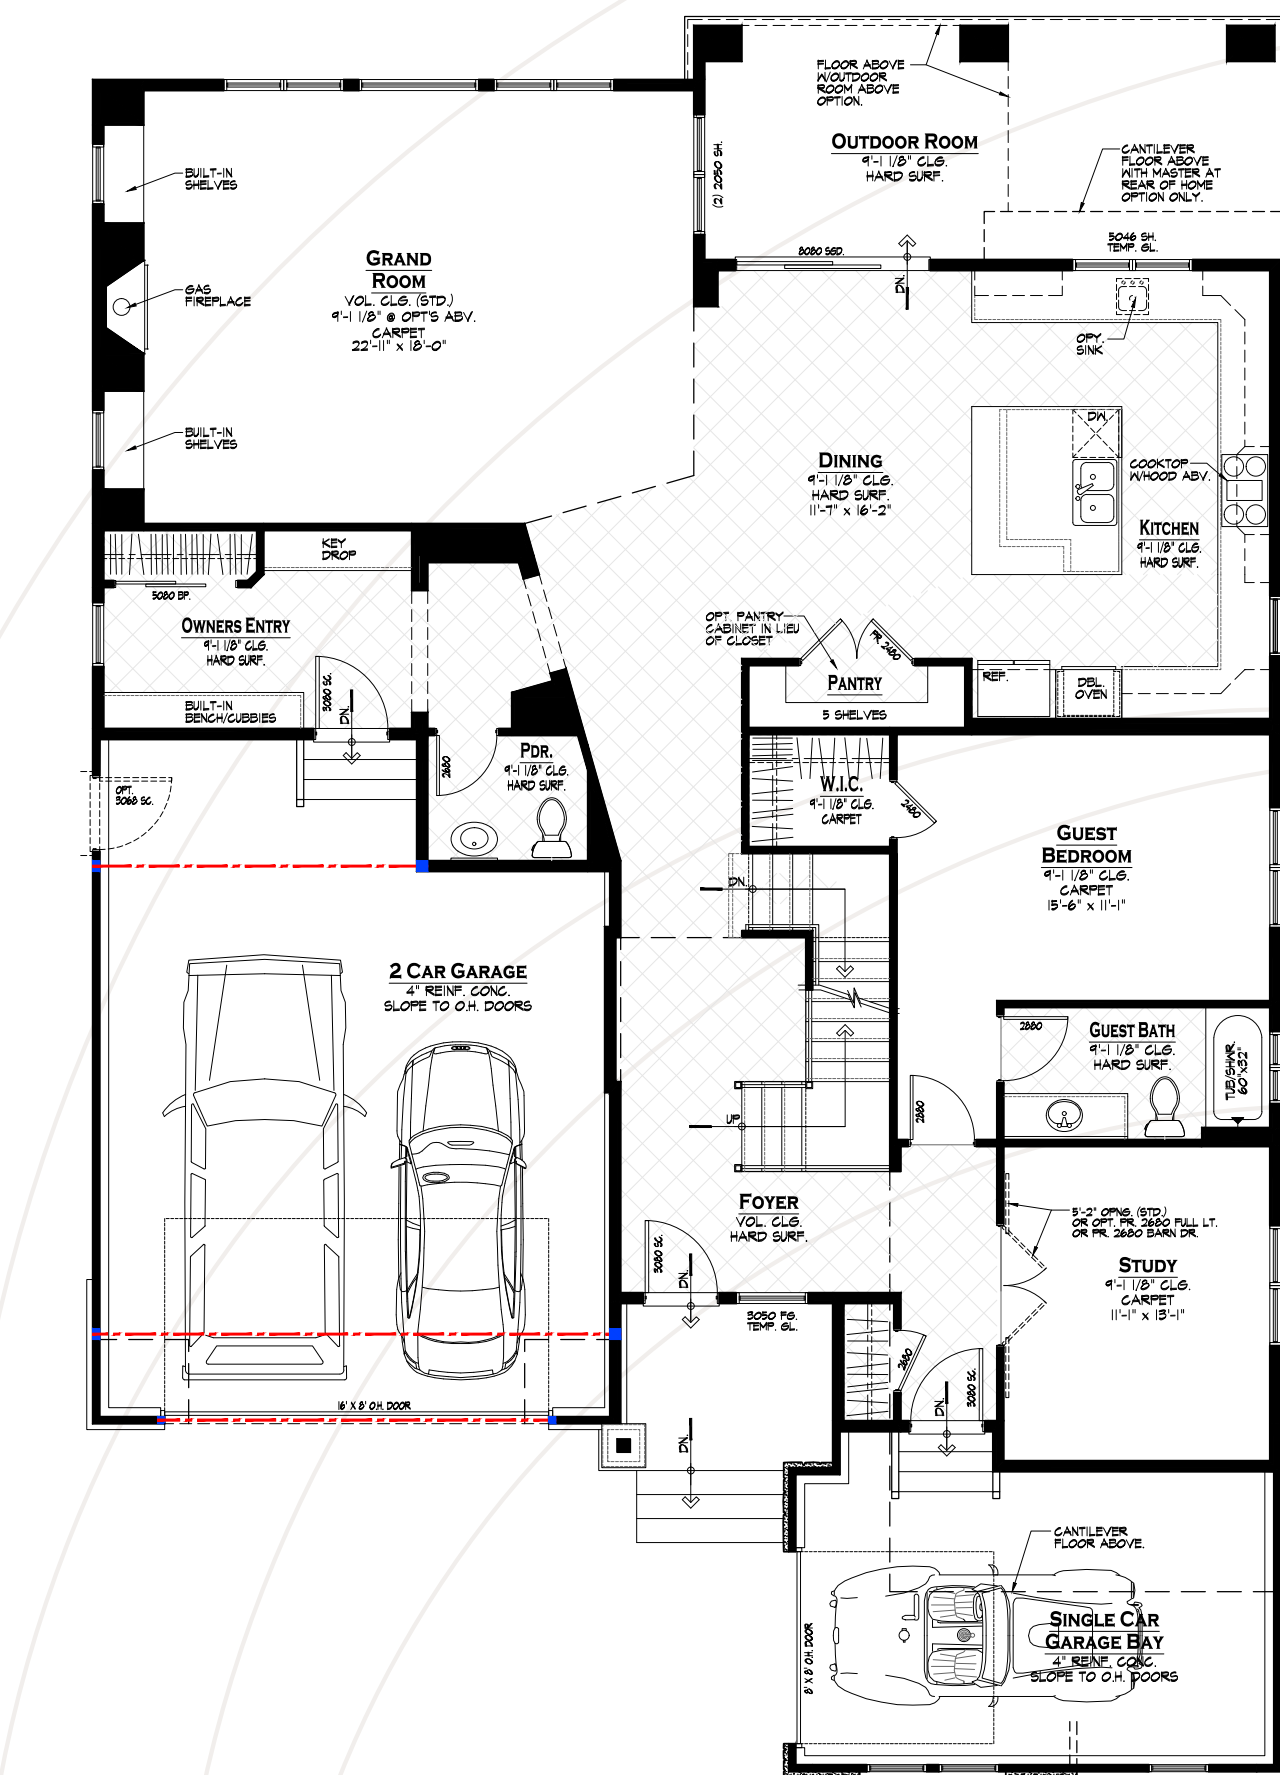 FLOOR ABOVE
W/OUTDOOR
ROOM ABOVE
OPTION.
OUTDOOR ROOM
9'-1 1/8" CLG.
HARD SURF.
CANTILEVER
FLOOR ABOVE
WITH MASTER AT
REAR OF HOME
OPTION ONLY.
(2) 2050 SH.
BUILT-IN
SHELVES
5046 SH.
TEMP. GL.
8080 SGD.
DN.
GRAND
ROOM
VOL. CLG. (STD.)
9'-1 1/8" @ OPT'S ABV.
CARPET
22'-11" x 18'-0"
GAS
FIREPLACE
OPY.
SINK
BUILT-IN
SHELVES
DW.
DINING
9'-1 1/8" CLG.
HARD SURF.
11'-7" x 16'-2"
COOKTOP
W/HOOD ABV.
KITCHEN
9'-1 1/8" CLG.
HARD SURF.
KEY
DROP
5080 BP.
OWNERS ENTRY
9'-1 1/8" CLG.
HARD SURF.
OPT. PANTRY
CABINET IN LIEU
OF CLOSET
PR. 2480
PANTRY
5 SHELVES
REF.
DBL.
OVEN
3080 SC.
DN.
BUILT-IN
BENCH/CUBBIES
PDR.
9'-1 1/8" CLG.
HARD SURF.
2680
OPT.
3068 SC.
W.I.C.
9'-1 1/8" CLG.
CARPET
2480
GUEST
BEDROOM
9'-1 1/8" CLG.
CARPET
15'-6" x 11'-1"
DN.
2 CAR GARAGE
4" REINF. CONC.
SLOPE TO O.H. DOORS
2880
GUEST BATH
9'-1 1/8" CLG.
HARD SURF.
TUB/SHWR.
60"x32"
2880
UP
FOYER
VOL. CLG.
HARD SURF.
5'-2" OPNG. (STD.)
OR OPT. PR. 2680 FULL LT.
OR PR. 2680 BARN DR.
STUDY
9'-1 1/8" CLG.
CARPET
11'-1" x 13'-1"
3080 SC.
DN.
3050 FG.
TEMP. GL.
2680
3080 SC.
DN.
16' X 8' O.H. DOOR
DN.
CANTILEVER
FLOOR ABOVE.
8' X 8' O.H. DOOR
SINGLE CAR
GARAGE BAY
4" REINF. CONC.
SLOPE TO O.H. DOORS